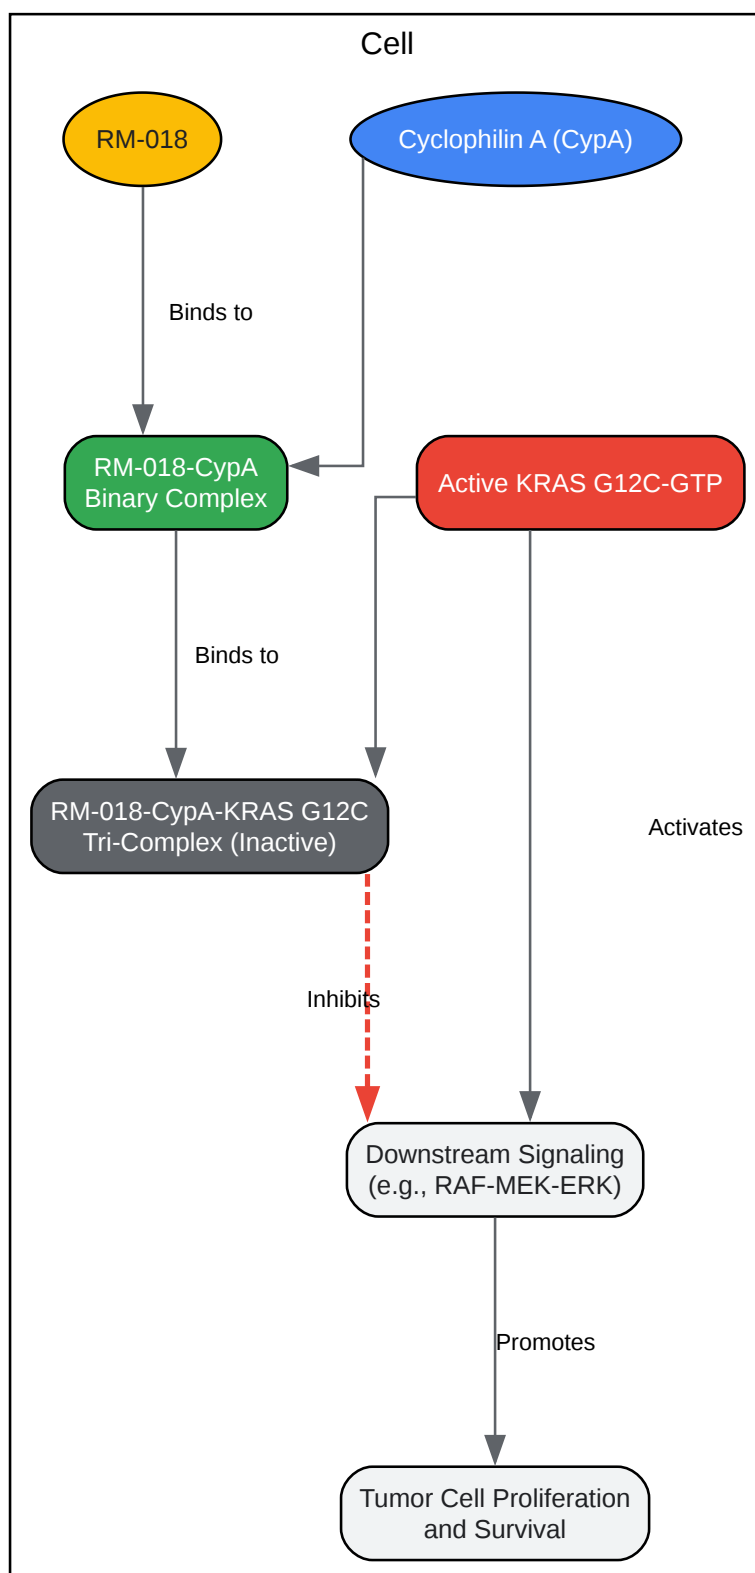 Cell
RM-018
Cyclophilin A (CypA)
Binds to
RM-018-CypA
Binary Complex
Active KRAS G12C-GTP
Binds to
RM-018-CypA-KRAS G12C
Tri-Complex (Inactive)
Activates
Inhibits
Downstream Signaling
(e.g., RAF-MEK-ERK)
Promotes
Tumor Cell Proliferation
and Survival